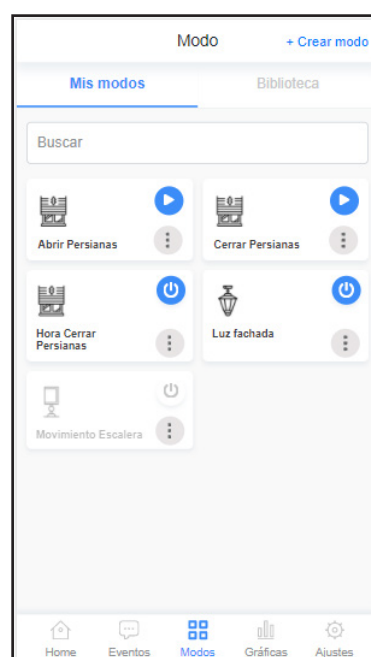 Modo
+ Crear modo
Mis modos
Biblioteca
Buscar
Abrir Persianas
Cerrar Persianas
Hora Cerrar
Persianas
Luz fachada
Movimiento Escalera
Home
Eventos
Modos
Gráficas
Ajustes